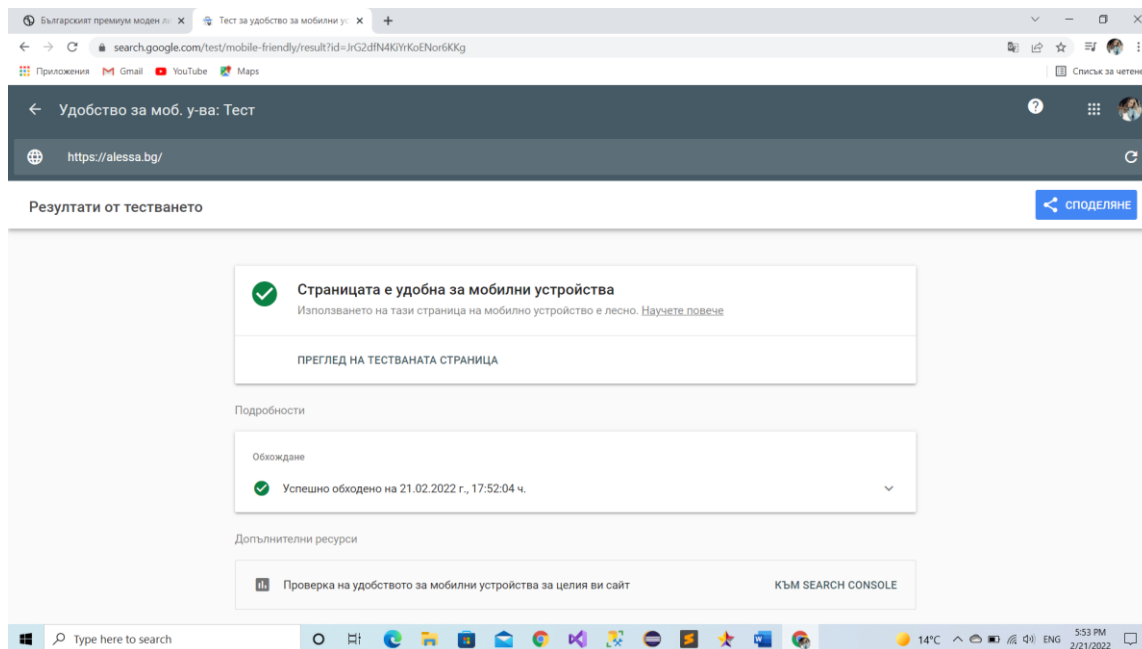 Българският премиум моден ли
Тест за удобство за мобилни ус
search.google.com/test/mobile-friendly/result?id=JrG2dfN4KiYrKoENor6KKg
Приложения Gmail YouTube Maps Списък за четене
Удобство за моб. у-ва: Тест
https://alessa.bg/
Резултати от тестването
СПОДЕЛЯНЕ
Страницата е удобна за мобилни устройства
Използването на тази страница на мобилно устройство е лесно. Научете повече
ПРЕГЛЕД НА ТЕСТВАНАТА СТРАНИЦА
Подробности
Обхождане
Успешно обходено на 21.02.2022 г., 17:52:04 ч.
Допълнителни ресурси
Проверка на удобството за мобилни устройства за целия ви сайт
КЪМ SEARCH CONSOLE
Type here to search
14°C
ENG
5:53 PM
2/21/2022